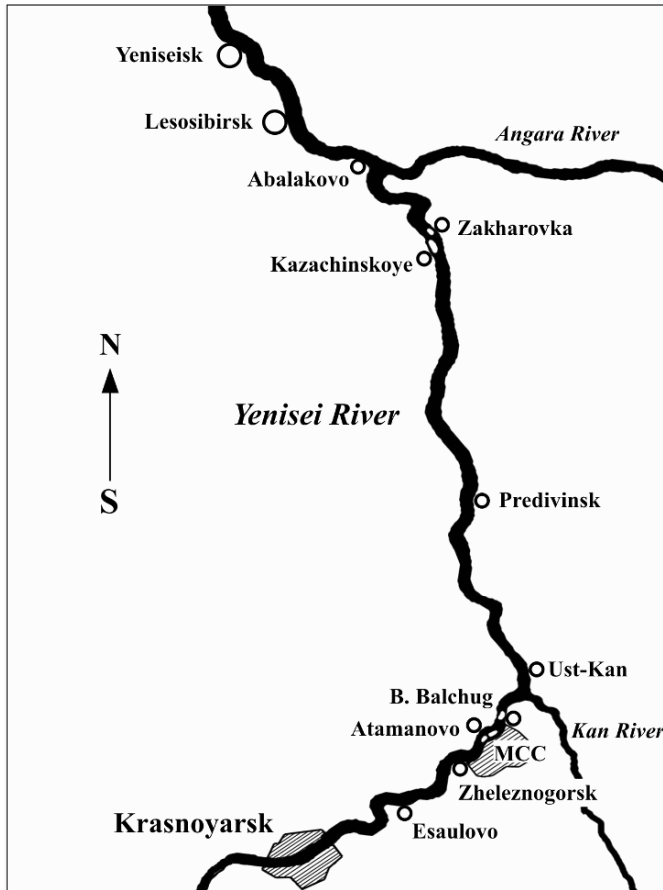 Yeniseisk
Lesosibirsk
Angara River
Abalakovo
Zakharovka
Kazachinskoye
N
Yenisei River
S
Predivinsk
Ust-Kan
B. Balchug
Atamanovo
Kan River
MCC
Zheleznogorsk
Krasnoyarsk
Esaulovo